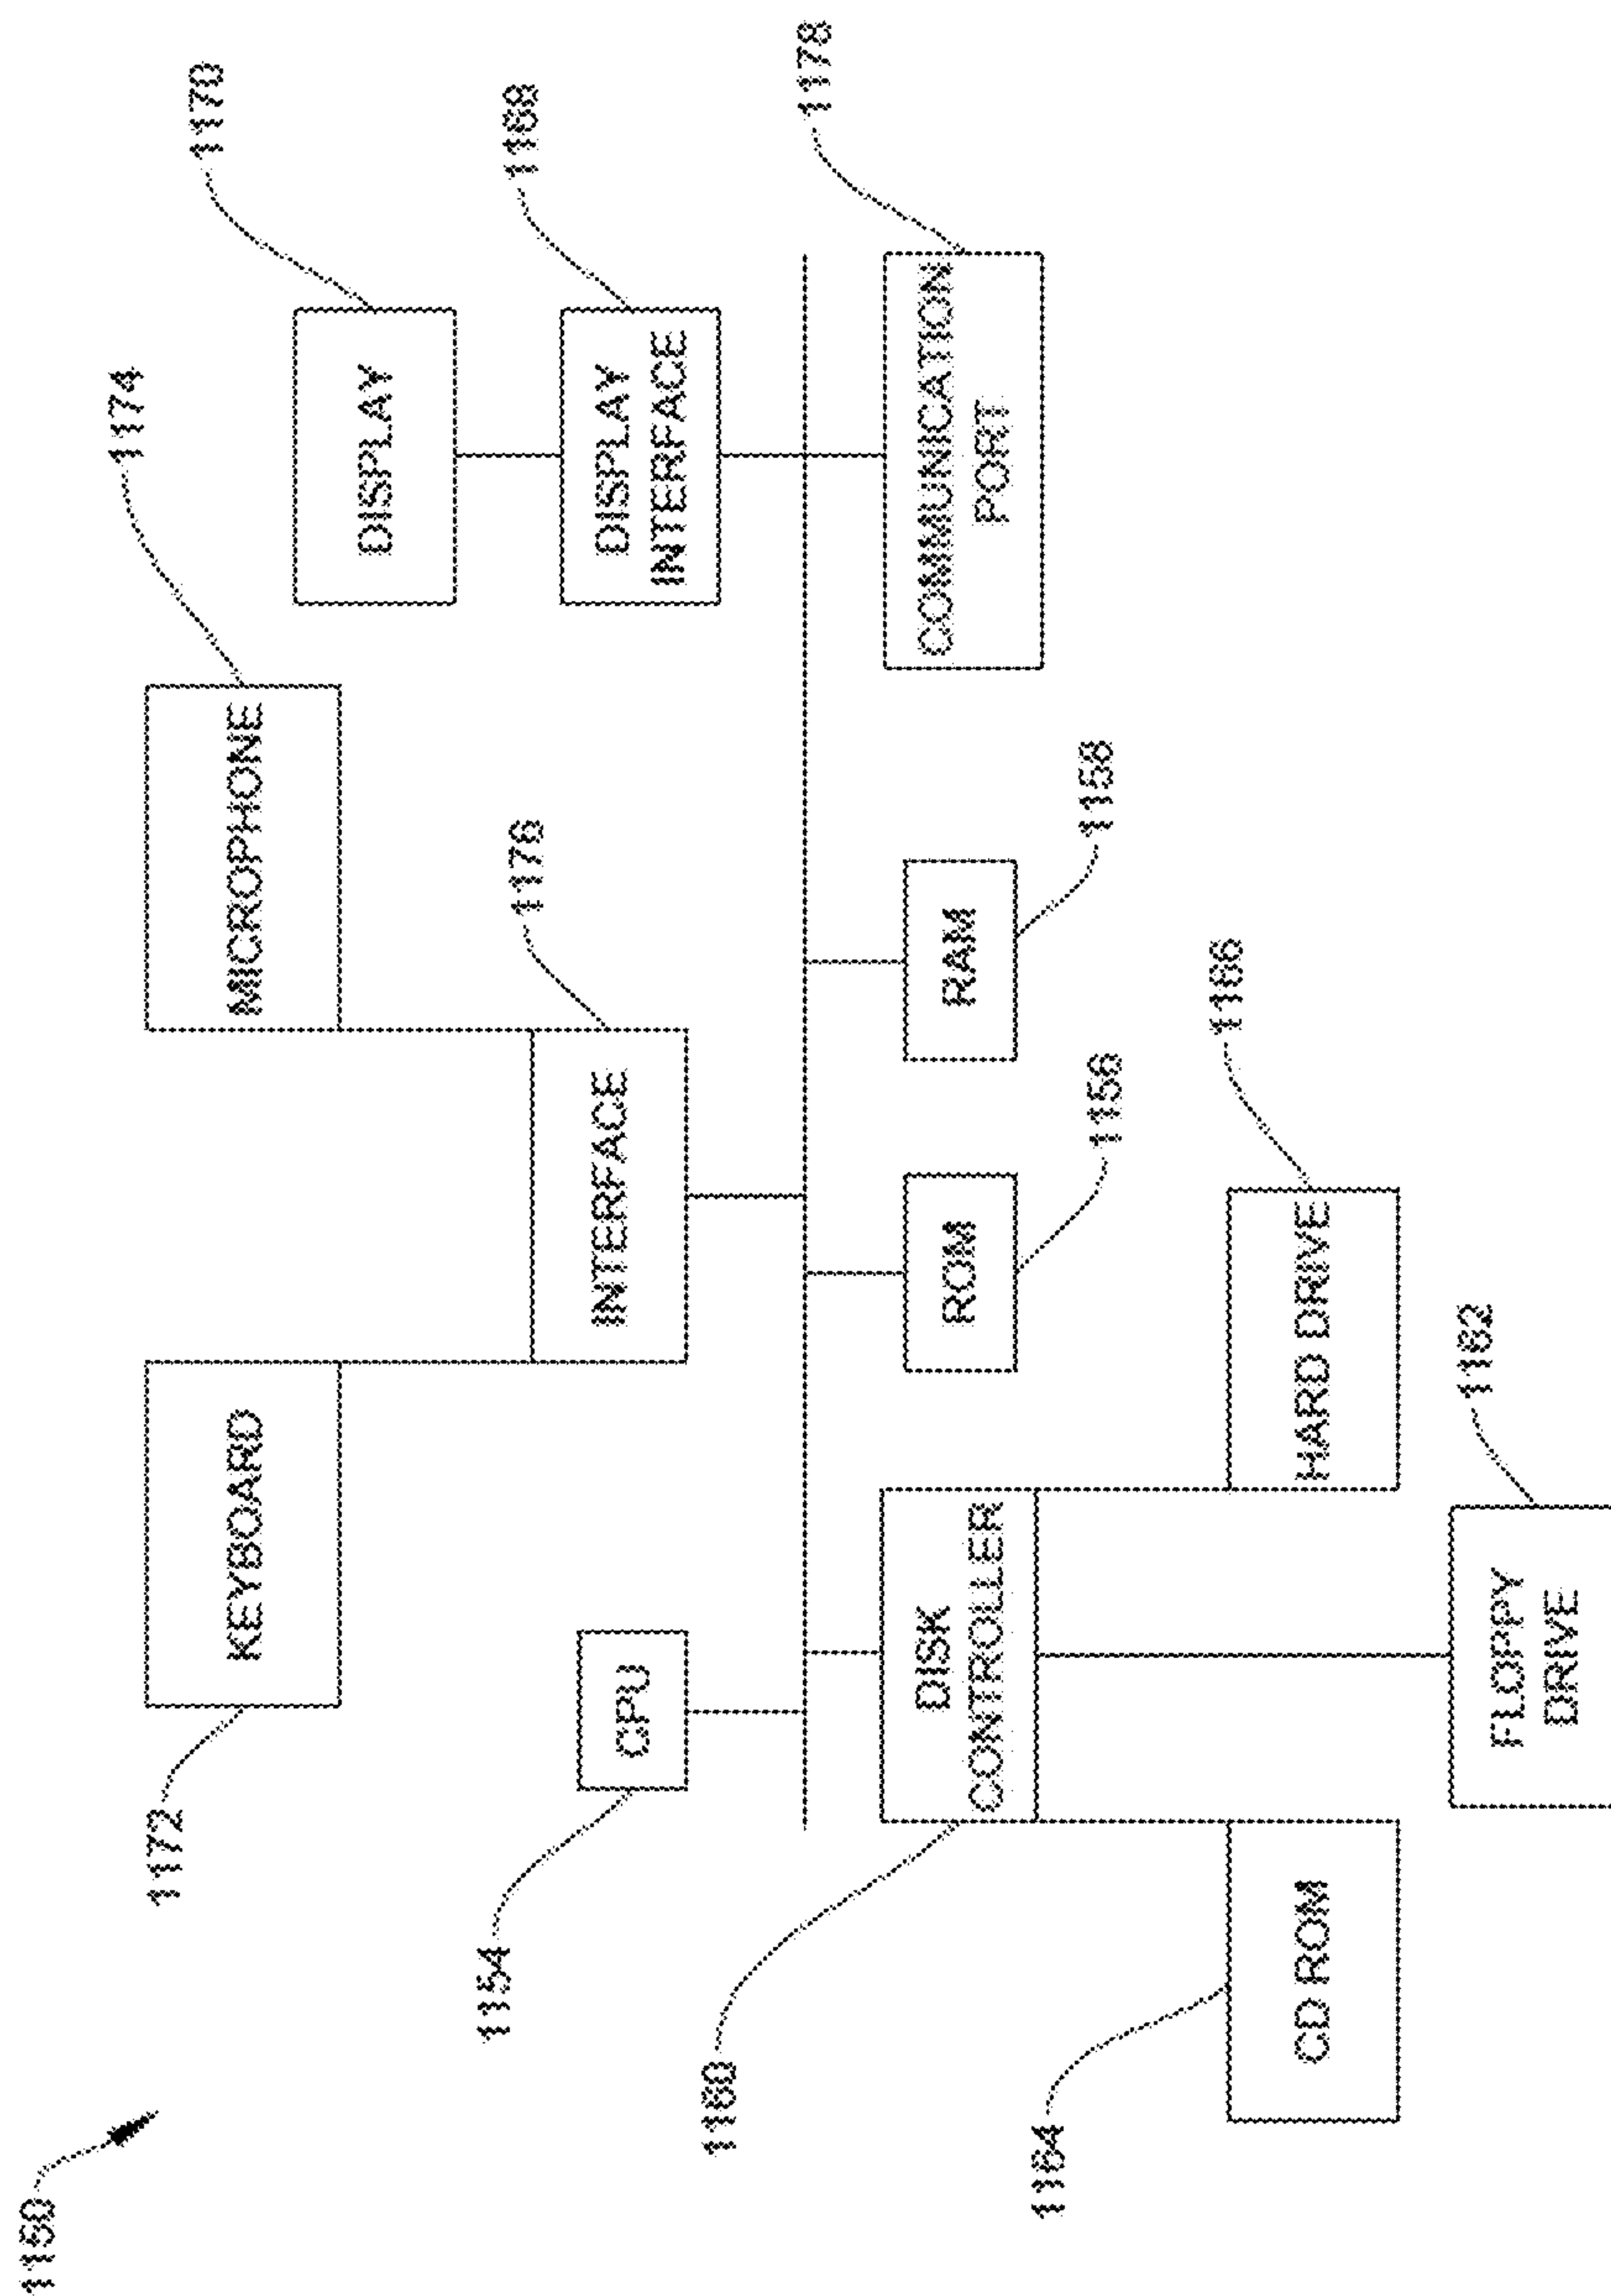 1150
1172
KEYBOARD
MICROPHONE
1174
DISPLAY
1170
1154
CPU
INTERFACE
1176
DISPLAY
INTERFACE
1168
1160
DISK
CONTROLLER
ROM
1156
RAM
1158
COMMUNICATION
PORT
1178
1164
CD ROM
HARD DRIVE
1166
FLOPPY
DRIVE
1162